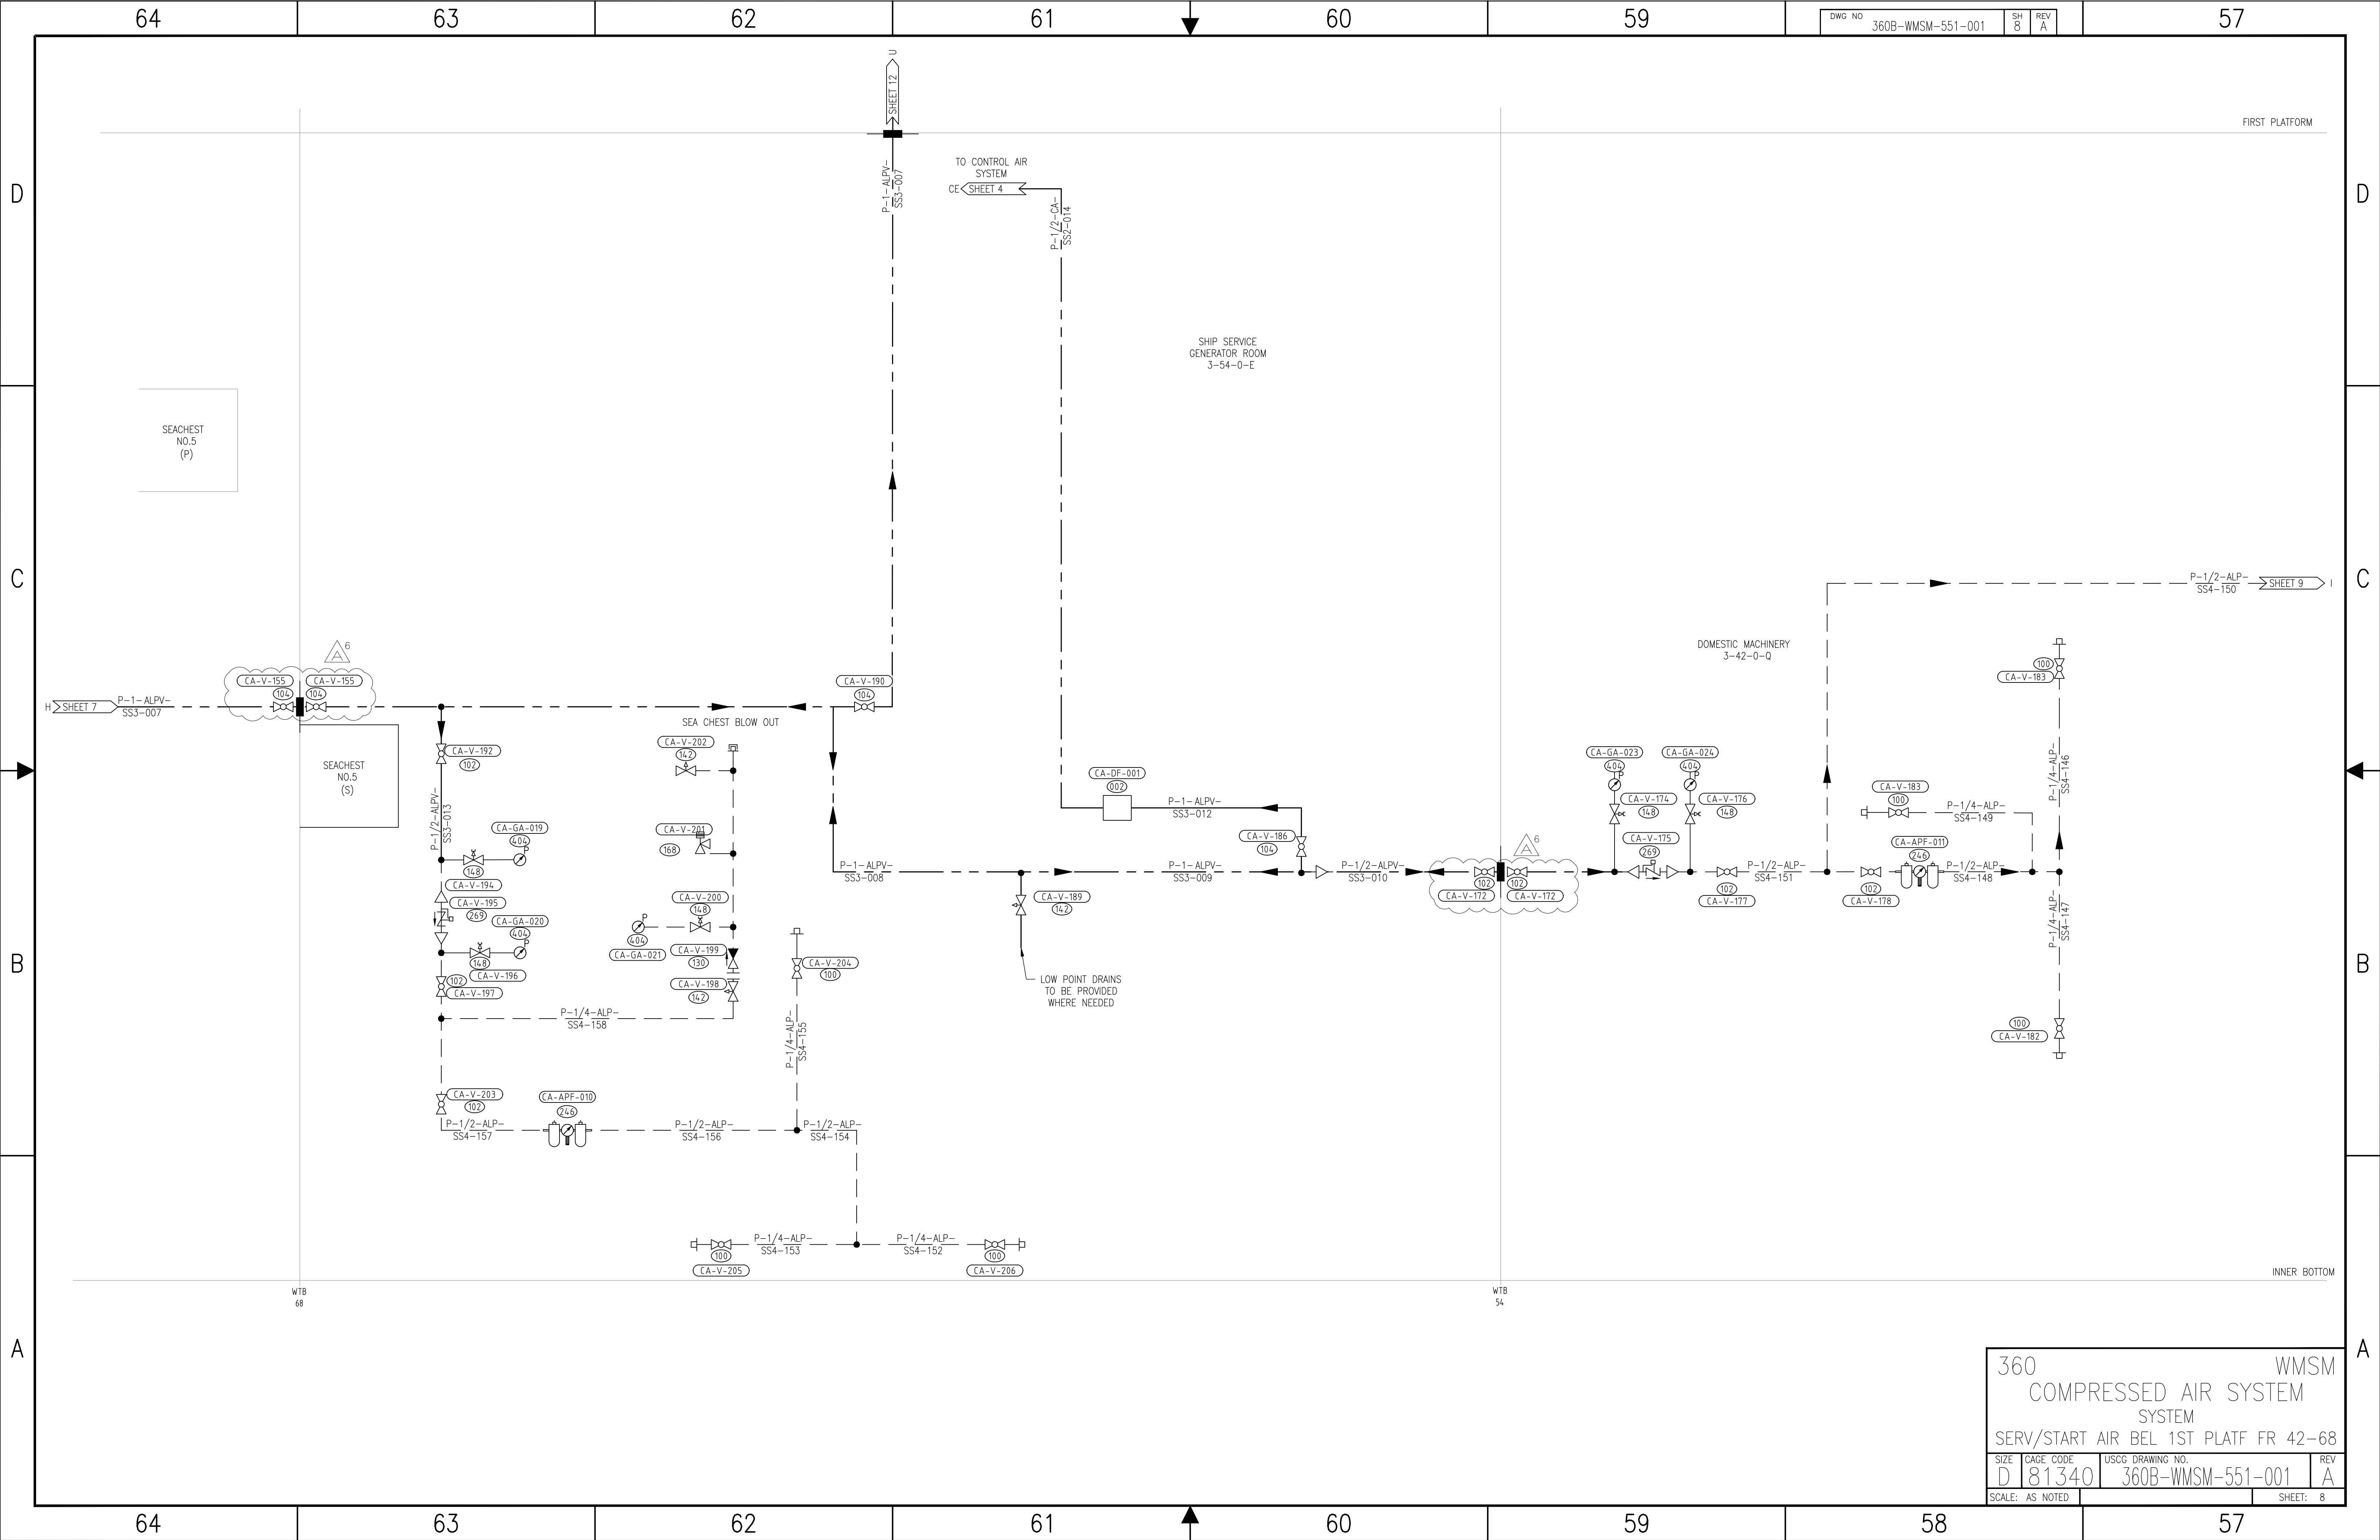 64
63
62
61
60
59
57
DWG NO
360B-WMSM-551-001
SH
8
REV
A
D
C
B
A
D
C
B
A
FIRST PLATFORM
SHEET 12
U
P-1-ALPV-
SS3-007
TO CONTROL AIR
SYSTEM
CE
SHEET 4
P-1/2-CA-
SS2-014
SHIP SERVICE
GENERATOR ROOM
3-54-0-E
SEACHEST
NO.5
(P)
P-1/2-ALP-
SS4-150
SHEET 9
I
DOMESTIC MACHINERY
3-42-0-Q
A
6
CA-V-155
CA-V-155
104
104
H
SHEET 7
P-1-ALPV-
SS3-007
CA-V-190
104
SEA CHEST BLOW OUT
SEACHEST
NO.5
(S)
CA-V-192
102
P-1/2-ALPV-
SS3-013
CA-GA-019
404
P
148
CA-V-194
CA-V-195
269
CA-GA-020
404
P
148
CA-V-196
102
CA-V-197
CA-V-202
142
CA-V-201
168
CA-V-200
148
P
404
CA-GA-021
CA-V-199
130
CA-V-198
142
P-1/4-ALP-
SS4-158
CA-V-204
100
P-1/4-ALP-
SS4-155
CA-V-203
102
P-1/2-ALP-
SS4-157
CA-APF-010
246
P-1/2-ALP-
SS4-156
P-1/2-ALP-
SS4-154
P-1/4-ALP-
SS4-153
P-1/4-ALP-
SS4-152
100
CA-V-205
100
CA-V-206
P-1-ALPV-
SS3-008
CA-V-189
142
LOW POINT DRAINS
TO BE PROVIDED
WHERE NEEDED
CA-DF-001
002
P-1-ALPV-
SS3-012
CA-V-186
104
P-1-ALPV-
SS3-009
P-1/2-ALPV-
SS3-010
A
6
102
102
CA-V-172
CA-V-172
CA-GA-023
404
P
CA-GA-024
404
P
CA-V-174
148
CA-V-176
148
CA-V-175
269
P-1/2-ALP-
SS4-151
102
CA-V-177
102
CA-V-178
CA-V-183
100
P-1/4-ALP-
SS4-149
CA-APF-011
246
P-1/2-ALP-
SS4-148
100
CA-V-183
P-1/4-ALP-
SS4-146
P-1/4-ALP-
SS4-147
100
CA-V-182
INNER BOTTOM
WTB
68
WTB
54
360 WMSM
COMPRESSED AIR SYSTEM
SYSTEM
SERV/START AIR BEL 1ST PLATF FR 42-68
SIZE
D
CAGE CODE
81340
USCG DRAWING NO.
360B-WMSM-551-001
REV
A
SCALE: AS NOTED
SHEET: 8
64
63
62
61
60
59
58
57